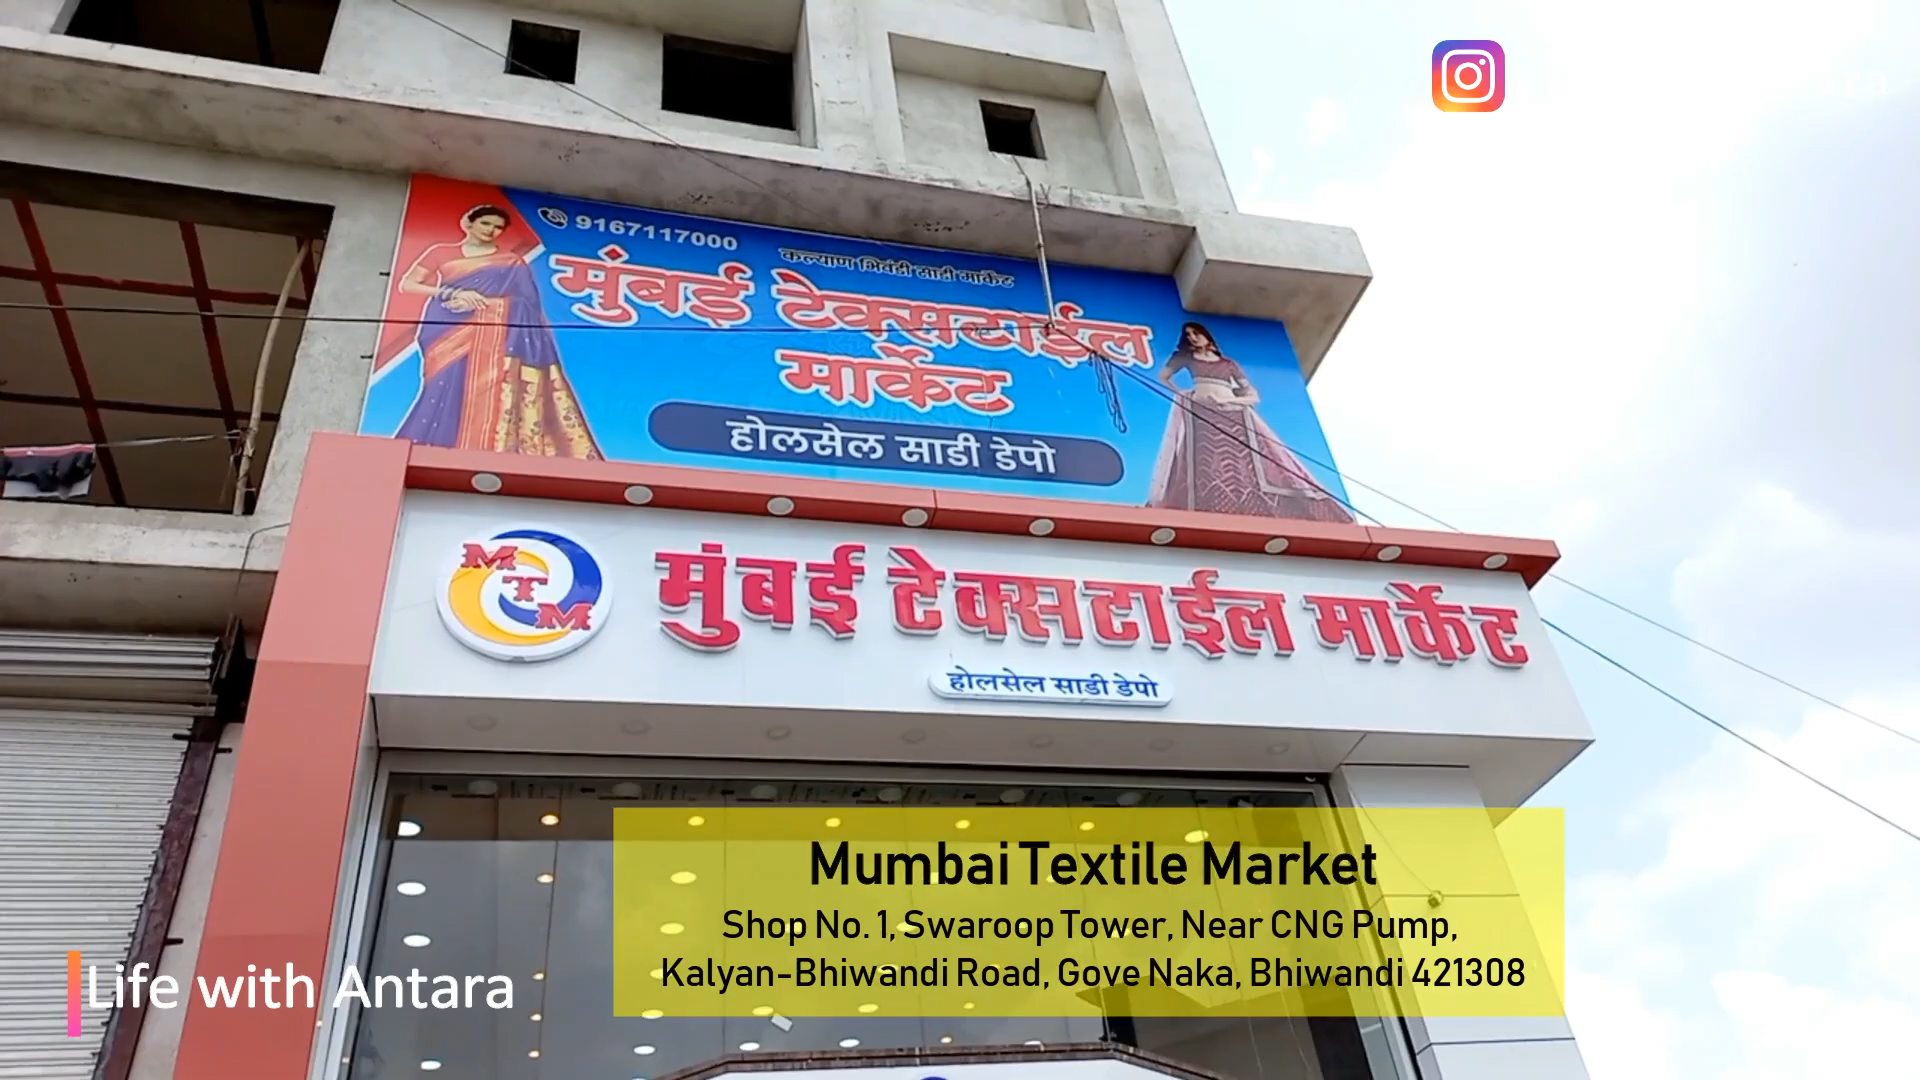 9167117000
कल्याण भिवंडी साडी मार्केट
मुंबई टेक्सटाईल
मार्केट
होलसेल साडी डेपो
MTM
मुंबई टेक्सटाईल मार्केट
होलसेल साडी डेपो
Mumbai Textile Market
Shop No. 1, Swaroop Tower, Near CNG Pump,
Kalyan-Bhiwandi Road, Gove Naka, Bhiwandi 421308
Life with Antara